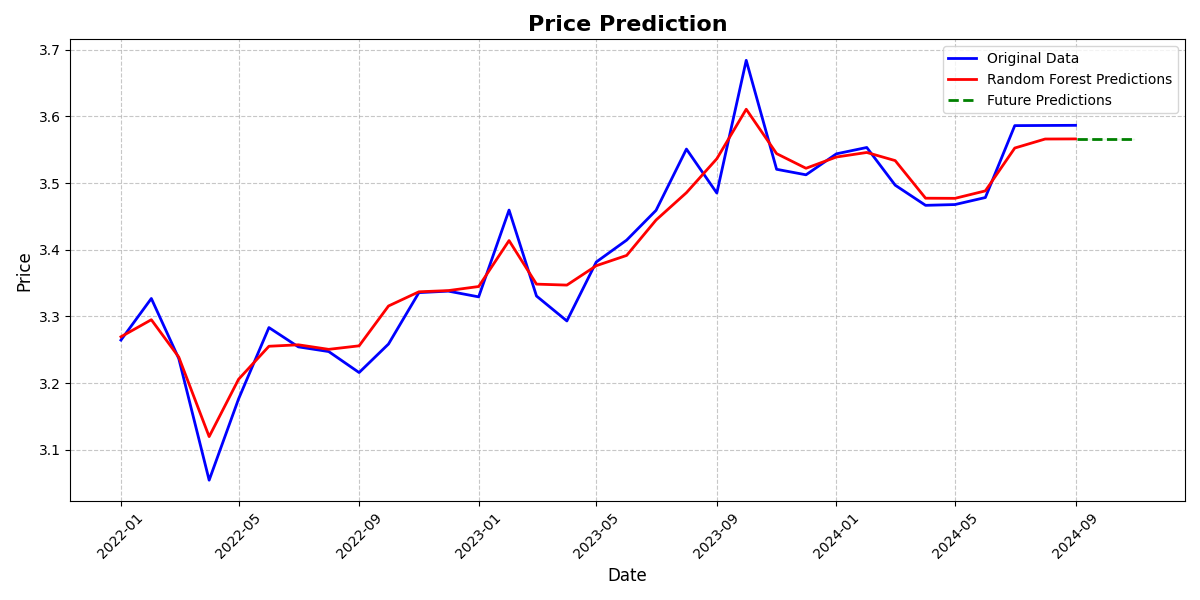 Price Prediction
Original Data
Random Forest Predictions
Future Predictions
Price
3.7
3.6
3.5
3.4
3.3
3.2
3.1
2022-01
2022-05
2022-09
2023-01
2023-05
2023-09
2024-01
2024-05
2024-09
Date